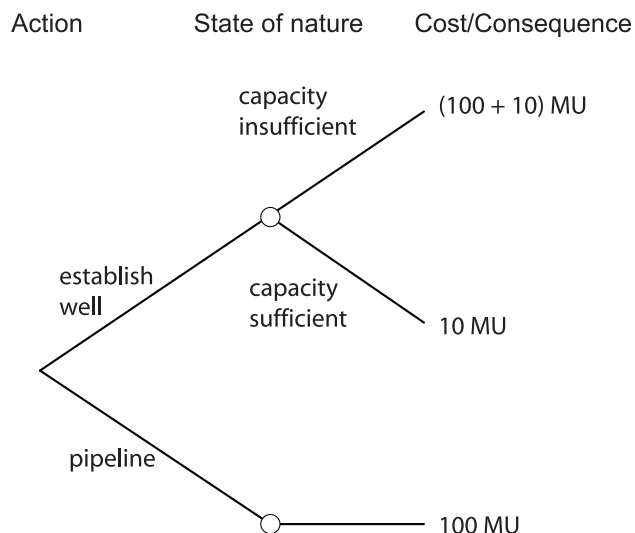 Action State of nature Cost/Consequence
capacity
insufficient
(100 + 10) MU
establish
well
capacity
sufficient
10 MU
pipeline
100 MU